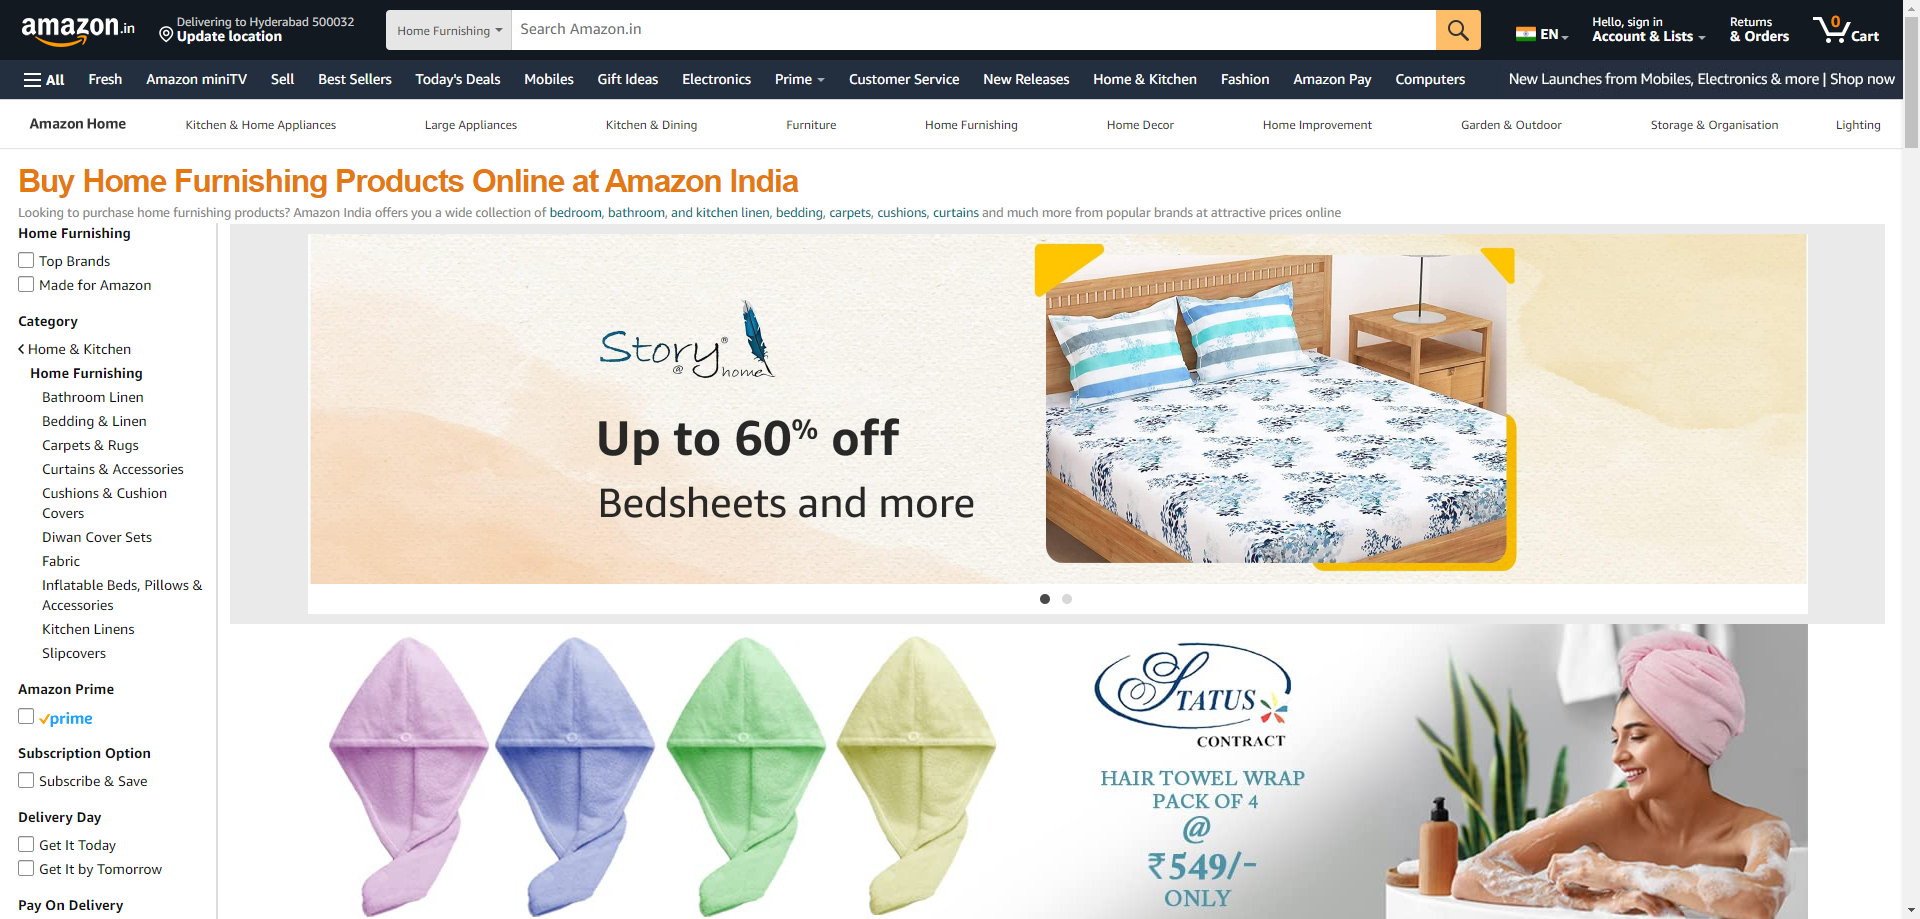 amazon.in
Delivering to Hyderabad 500032
Update location
Home Furnishing
Search Amazon.in
EN
Hello, sign in
Account & Lists
Returns
& Orders
0
Cart
All
Fresh
Amazon miniTV
Sell
Best Sellers
Today's Deals
Mobiles
Gift Ideas
Electronics
Prime
Customer Service
New Releases
Home & Kitchen
Fashion
Amazon Pay
Computers
New Launches from Mobiles, Electronics & more | Shop now
Amazon Home
Kitchen & Home Appliances
Large Appliances
Kitchen & Dining
Furniture
Home Furnishing
Home Decor
Home Improvement
Garden & Outdoor
Storage & Organisation
Lighting
Buy Home Furnishing Products Online at Amazon India
Looking to purchase home furnishing products? Amazon India offers you a wide collection of bedroom, bathroom, and kitchen linen, bedding, carpets, cushions, curtains and much more from popular brands at attractive prices online
Home Furnishing
Top Brands
Made for Amazon
Category
Home & Kitchen
Home Furnishing
Bathroom Linen
Bedding & Linen
Carpets & Rugs
Curtains & Accessories
Cushions & Cushion
Covers
Diwan Cover Sets
Fabric
Inflatable Beds, Pillows &
Accessories
Kitchen Linens
Slipcovers
Amazon Prime
prime
Subscription Option
Subscribe & Save
Delivery Day
Get It Today
Get It by Tomorrow
Pay On Delivery
Story®
@ home
Up to 60% off
Bedsheets and more
STATUS
CONTRACT
HAIR TOWEL WRAP
PACK OF 4
@
₹549/-
ONLY